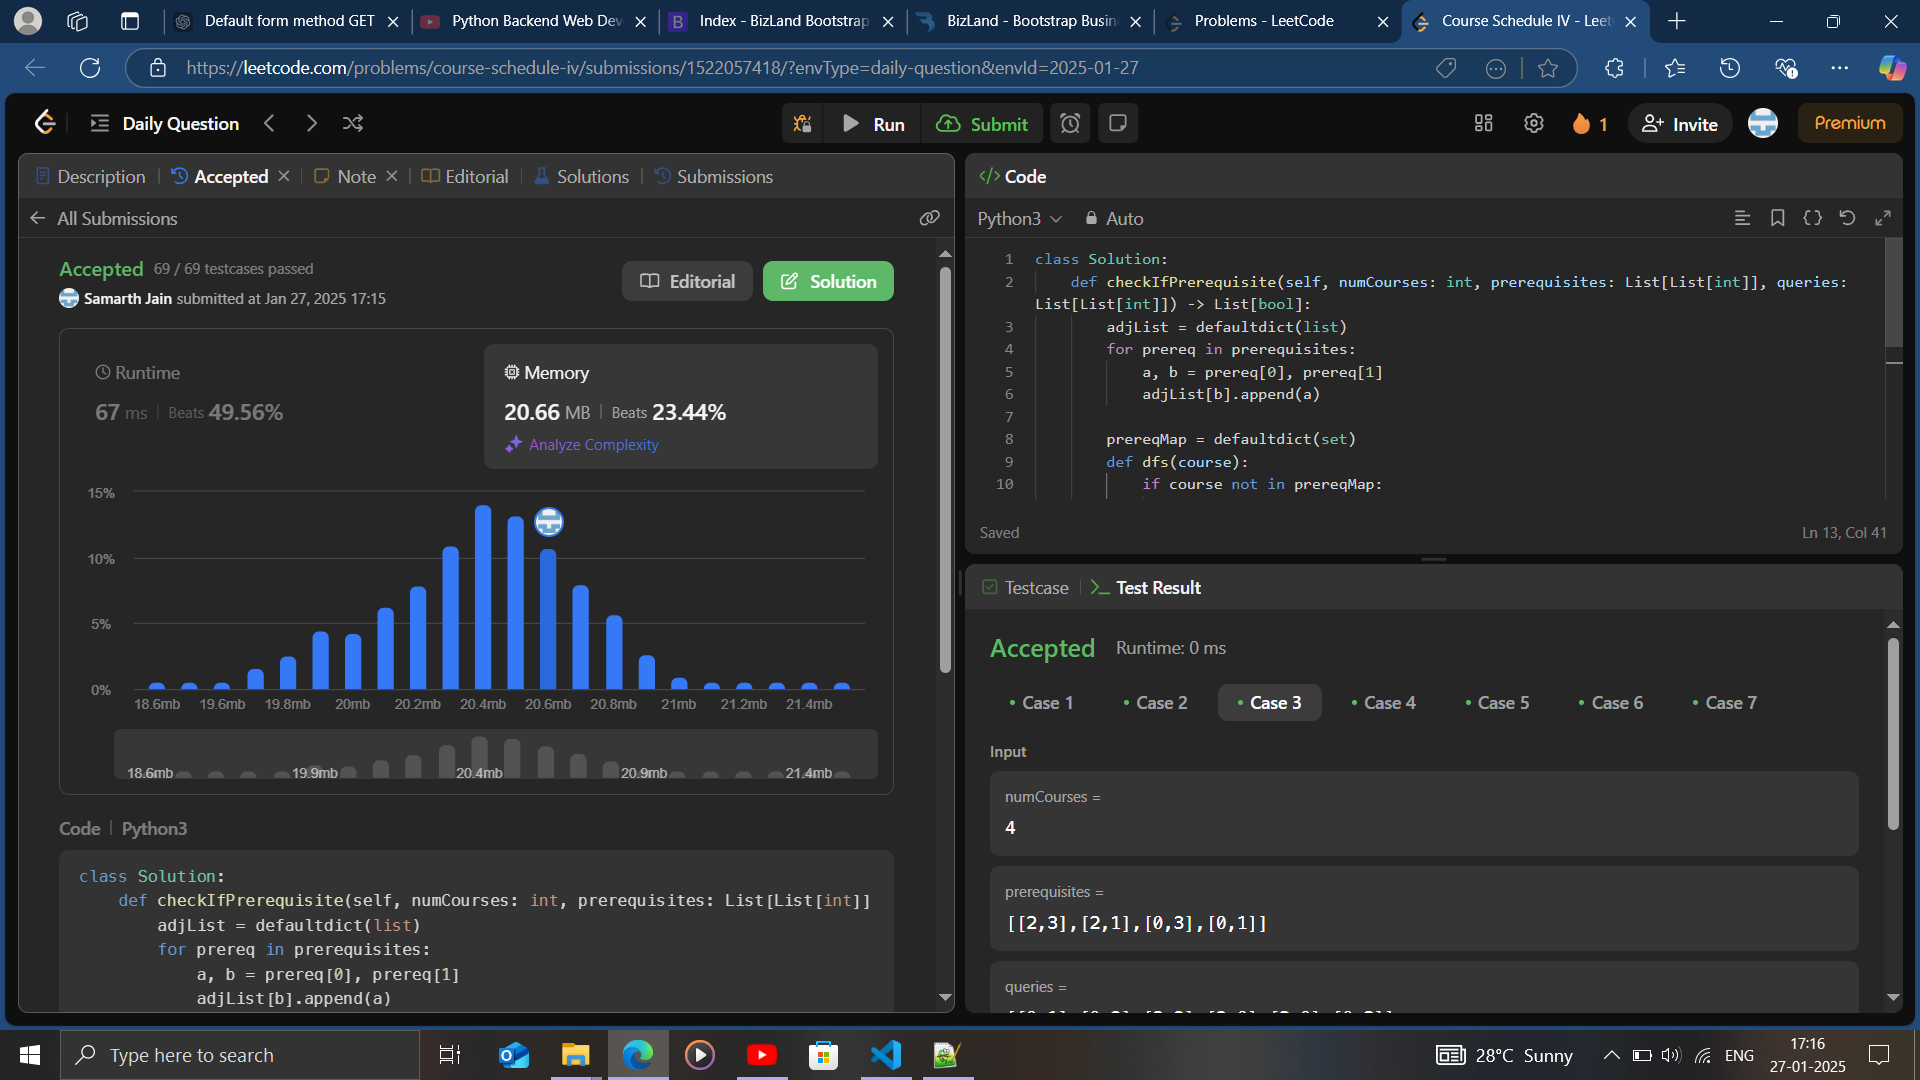 Default form method GET
Python Backend Web Dev
Index - BizLand Bootstrap
BizLand - Bootstrap Busin
Problems - LeetCode
Course Schedule IV - Leet
https://leetcode.com/problems/course-schedule-iv/submissions/1522057418/?envType=daily-question&envId=2025-01-27
Daily Question
Run
Submit
1
Invite
Premium
Description
Accepted
Note
Editorial
Solutions
Submissions
All Submissions
Accepted 69 / 69 testcases passed
Samarth Jain submitted at Jan 27, 2025 17:15
Editorial
Solution
Runtime
67 ms Beats 49.56%
Memory
20.66 MB Beats 23.44%
Analyze Complexity
15%
10%
5%
0%
18.6mb 19.6mb 19.8mb 20mb 20.2mb 20.4mb 20.6mb 20.8mb 21mb 21.2mb 21.4mb
18.6mb 19.9mb 20.4mb 20.9mb 21.4mb
Code Python3
class Solution:
def checkIfPrerequisite(self, numCourses: int, prerequisites: List[List[int]]
adjList = defaultdict(list)
for prereq in prerequisites:
a, b = prereq[0], prereq[1]
adjList[b].append(a)
</> Code
Python3 Auto
1 class Solution:
2 def checkIfPrerequisite(self, numCourses: int, prerequisites: List[List[int]], queries:
List[List[int]]) -> List[bool]:
3 adjList = defaultdict(list)
4 for prereq in prerequisites:
5 a, b = prereq[0], prereq[1]
6 adjList[b].append(a)
7
8 prereqMap = defaultdict(set)
9 def dfs(course):
10 if course not in prereqMap:
Saved
Ln 13, Col 41
Testcase
Test Result
Accepted Runtime: 0 ms
Case 1
Case 2
Case 3
Case 4
Case 5
Case 6
Case 7
Input
numCourses =
4
prerequisites =
[[2,3],[2,1],[0,3],[0,1]]
queries =
Type here to search
28°C Sunny
ENG
17:16
27-01-2025